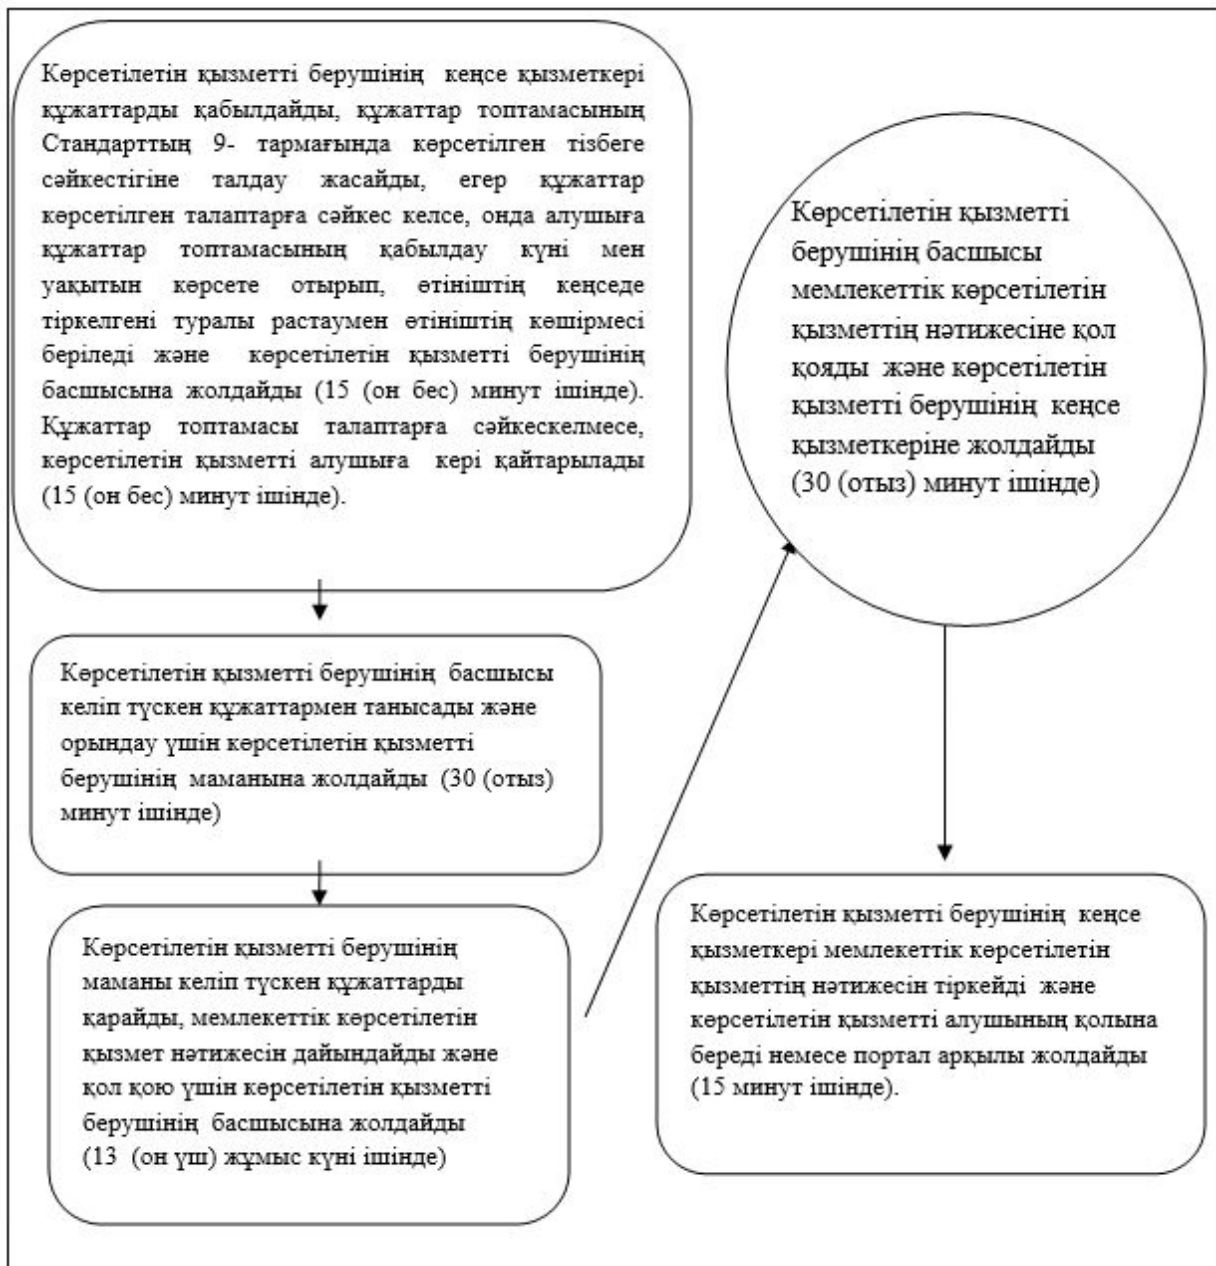 Көрсетілетін қызметті берушінің кеңсе қызметкері
құжаттарды қабылдайды, құжаттар топтамасының
Стандарттың 9- тармағында көрсетілген тізбеге
сәйкестігіне талдау жасайды, егер құжаттар
көрсетілген талаптарға сәйкес келсе, онда алушыға
құжаттар топтамасының қабылдау күні мен
уақытын көрсете отырып, өтініштің кеңседе
тіркелгені туралы растаумен өтініштің көшірмесі
беріледі және көрсетілетін қызметті берушінің
басшысына жолдайды (15 (он бес) минут ішінде).
Құжаттар топтамасы талаптарға сәйкескелмесе,
көрсетілетін қызметті алушыға кері қайтарылады
(15 (он бес) минут ішінде).
Көрсетілетін қызметті берушінің басшысы
келіп түскен құжаттармен танысады және
орындау үшін көрсетілетін қызметті
берушінің маманына жолдайды (30 (отыз)
минут ішінде)
Көрсетілетін қызметті берушінің
маманы келіп түскен құжаттарды
қарайды, мемлекеттік көрсетілетін
қызмет нәтижесін дайындайды және
қол қою үшін көрсетілетін қызметті
берушінің басшысына жолдайды
(13 (он үш) жұмыс күні ішінде)
Көрсетілетін қызметті
берушінің басшысы
мемлекеттік көрсетілетін
қызметтің нәтижесіне қол
қояды және көрсетілетін
қызметті берушінің кеңсе
қызметкеріне жолдайды
(30 (отыз) минут ішінде)
Көрсетілетін қызметті берушінің кеңсе
қызметкері мемлекеттік көрсетілетін
қызметтің нәтижесін тіркейді және
көрсетілетін қызметті алушының қолына
береді немесе портал арқылы жолдайды
(15 минут ішінде).